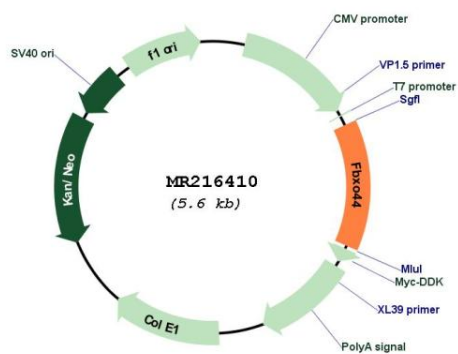 CMV promoter
f1 ori
SV40 ori
VP1.5 primer
T7 promoter
SgfI
Kan/ Neo
MR216410
(5.6 kb)
Fbxo44
MluI
Myc-DDK
XL39 primer
Col E1
PolyA signal